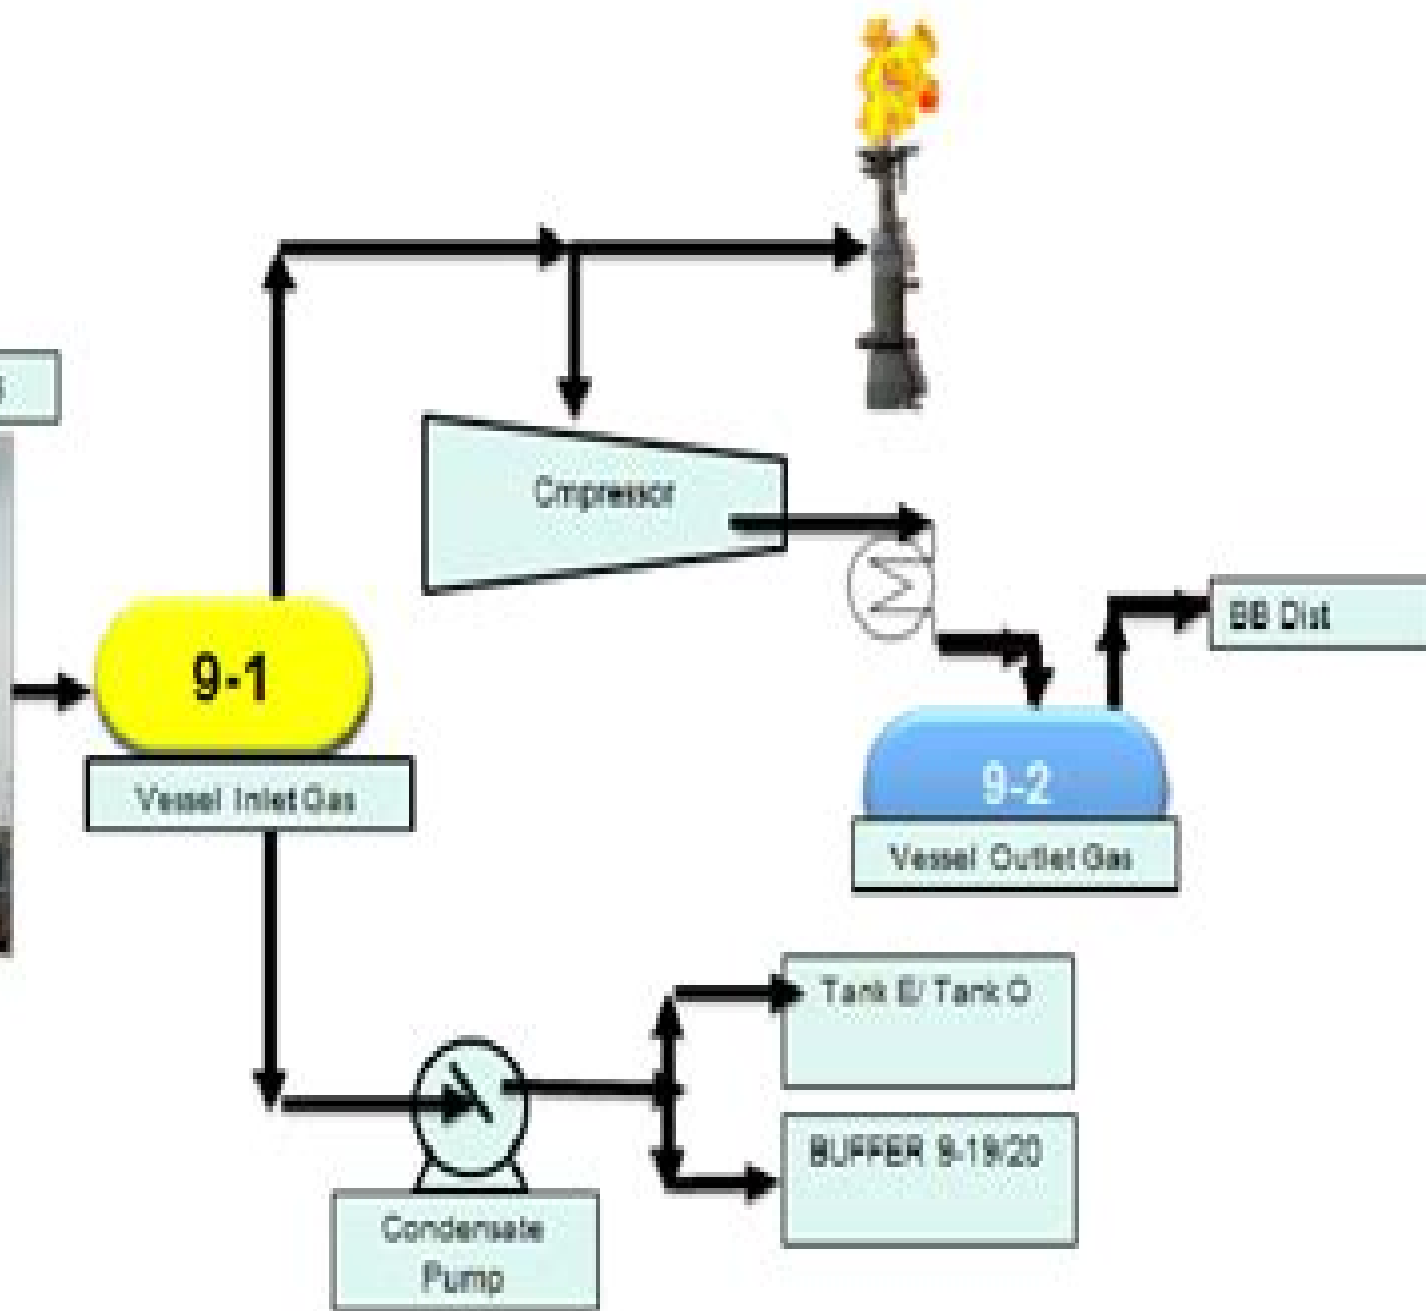 Cmpressor
BB Dist
9-1
Vessel Inlet Gas
9-2
Vessel Outlet Gas
Tank E/ Tank O
BUFFER 9-19/20
Condensate
Pump